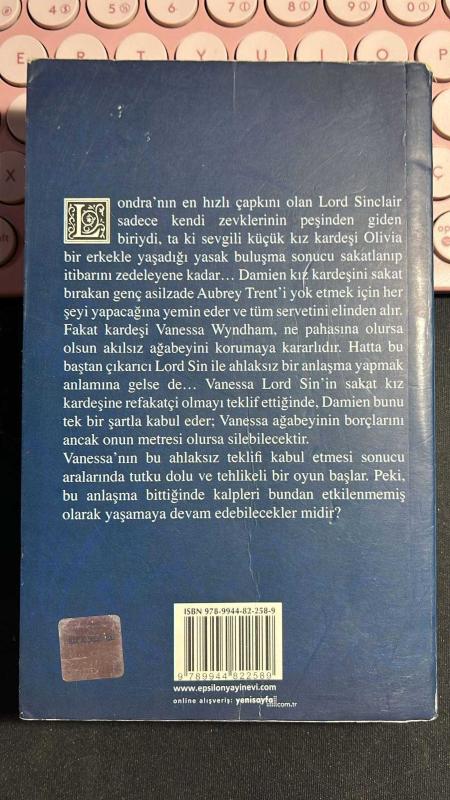 E R T Y U I O P
X
Londra'nın en hızlı çapkını olan Lord Sinclair
sadece kendi zevklerinin peşinden giden
biriydi, ta ki sevgili küçük kız kardeşi Olivia
bir erkekle yaşadığı yasak buluşma sonucu sakatlanıp
itibarını zedeleyene kadar... Damien kız kardeşini sakat
bırakan genç asilzade Aubrey Trent'i yok etmek için her
şeyi yapacağına yemin eder ve tüm servetini elinden alır.
Fakat kardeşi Vanessa Wyndham, ne pahasına olursa
olsun akılsız ağabeyini korumaya kararlıdır. Hatta bu
baştan çıkarıcı Lord Sin ile ahlaksız bir anlaşma yapmak
anlamına gelse de... Vanessa Lord Sin'in sakat kız
kardeşine refakatçi olmayı teklif ettiğinde, Damien bunu
tek bir şartla kabul eder; Vanessa ağabeyinin borçlarını
ancak onun metresi olursa silebilecektir.
Vanessa'nın bu ahlaksız teklifi kabul etmesi sonucu
aralarında tutku dolu ve tehlikeli bir oyun başlar. Peki,
bu anlaşma bittiğinde kalpleri bundan etkilenmemiş
olarak yaşamaya devam edebilecekler midir?
ISBN 978-9944-82-258-9
9 789944 822589
www.epsilonyayinevi.com
online alışveriş: yenisayfa.com.tr